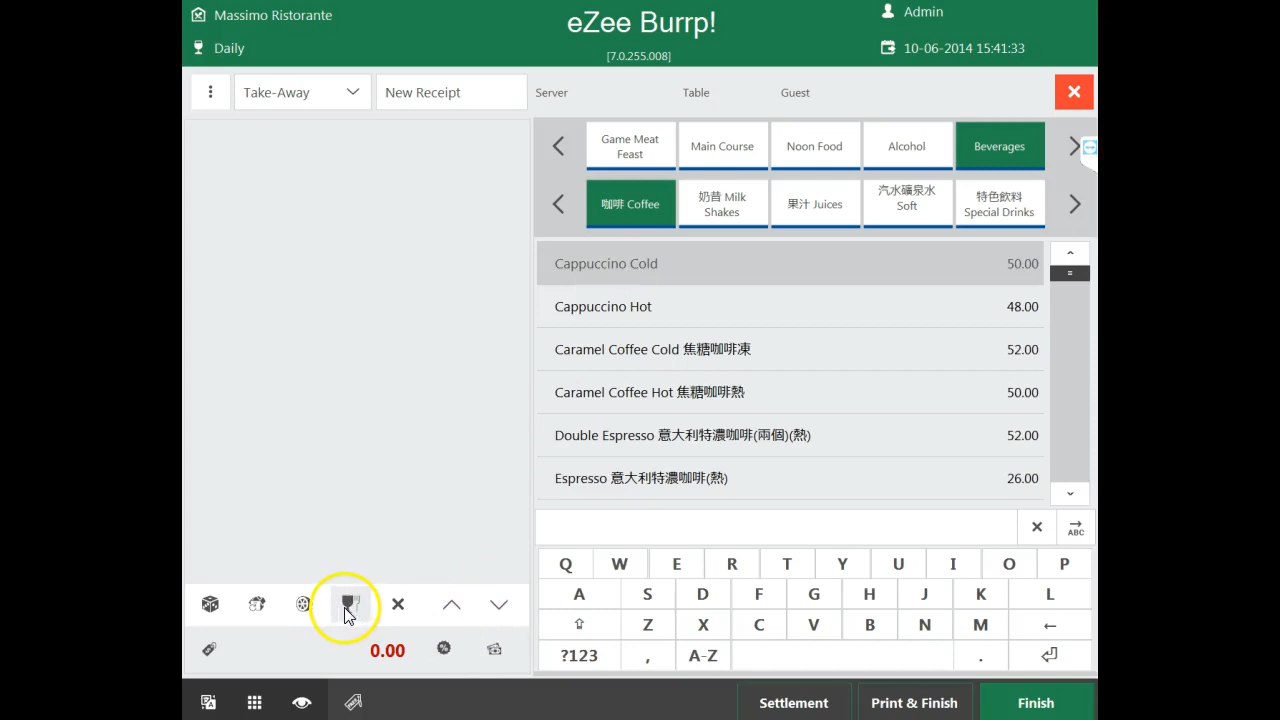 Massimo Ristorante
eZee Burrp!
Admin
Daily
[7.0.255.008]
10-06-2014 15:41:33
Take-Away
New Receipt
Server
Table
Guest
Game Meat
Feast
Main Course
Noon Food
Alcohol
Beverages
咖啡 Coffee
奶昔 Milk
Shakes
果汁 Juices
汽水礦泉水
Soft
特色飲料
Special Drinks
Cappuccino Cold 50.00
Cappuccino Hot 48.00
Caramel Coffee Cold 焦糖咖啡凍 52.00
Caramel Coffee Hot 焦糖咖啡熱 50.00
Double Espresso 意大利特濃咖啡(兩個)(熱) 52.00
Espresso 意大利特濃咖啡(熱) 26.00
ABC
Q W E R T Y U I O P
A S D F G H J K L
Z X C V B N M
?123 , A-Z .
0.00
Settlement
Print & Finish
Finish